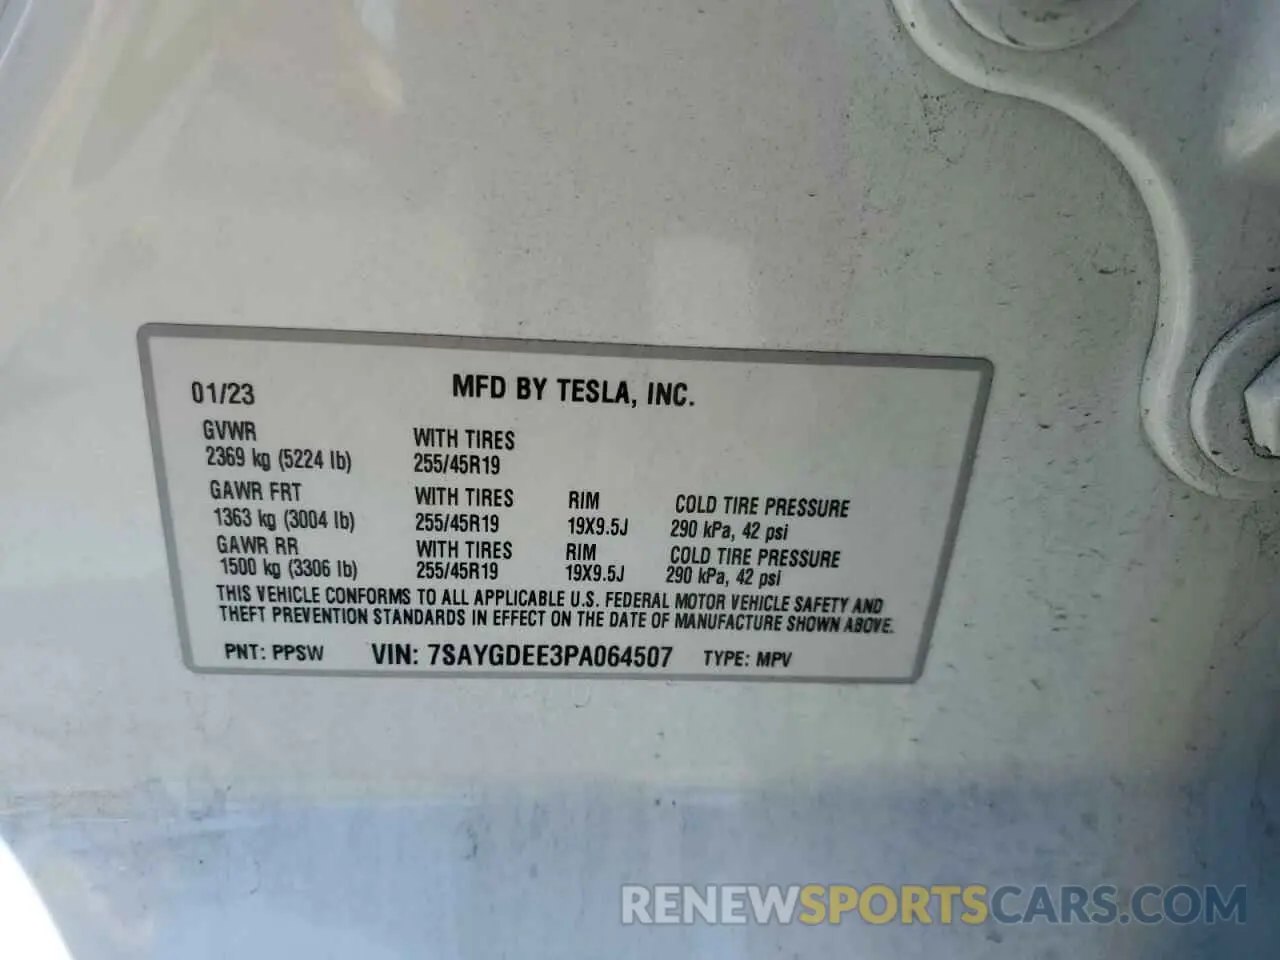 01/23 MFD BY TESLA, INC.
GVWR WITH TIRES
2369 kg (5224 lb) 255/45R19
GAWR FRT WITH TIRES RIM COLD TIRE PRESSURE
1363 kg (3004 lb) 255/45R19 19X9.5J 290 kPa, 42 psi
GAWR RR WITH TIRES RIM COLD TIRE PRESSURE
1500 kg (3306 lb) 255/45R19 19X9.5J 290 kPa, 42 psi
THIS VEHICLE CONFORMS TO ALL APPLICABLE U.S. FEDERAL MOTOR VEHICLE SAFETY AND
THEFT PREVENTION STANDARDS IN EFFECT ON THE DATE OF MANUFACTURE SHOWN ABOVE.
PNT: PPSW VIN: 7SAYGDEE3PA064507 TYPE: MPV
RENEWSPORTSCARS.COM